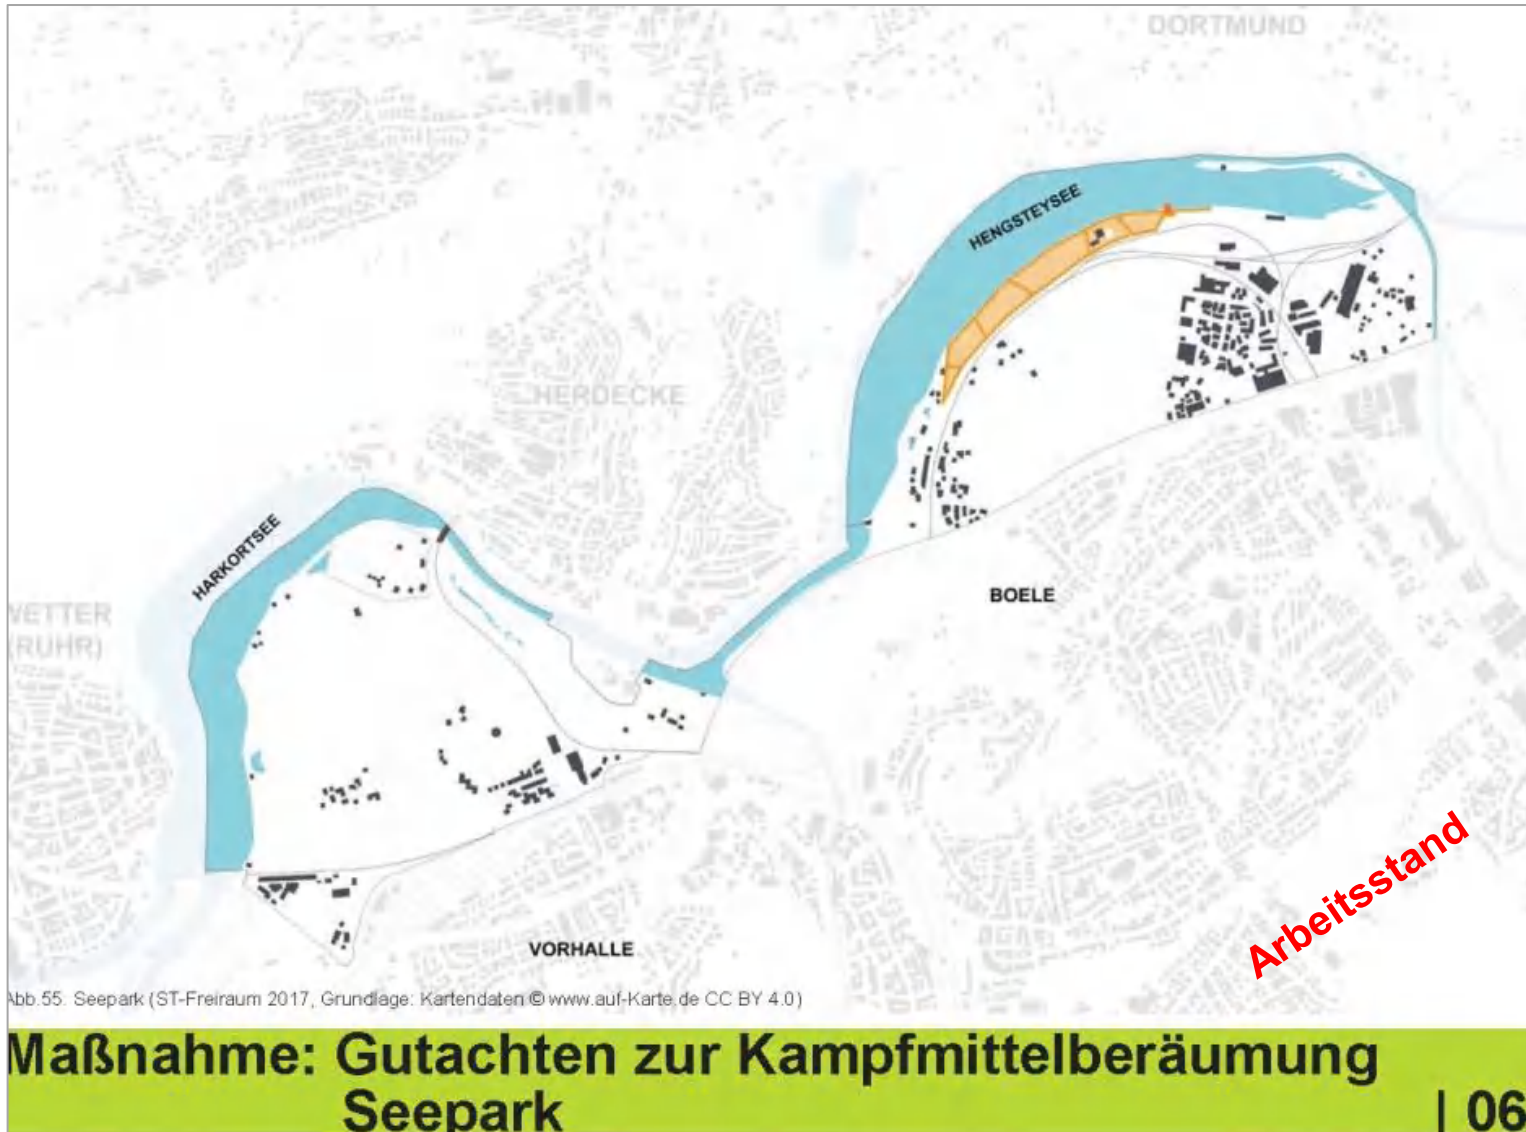 DORTMUND
HENGSTEYSEE
HERDECKE
HARKORTSEE
WETTER
(RUHR)
BOELE
VORHALLE
Arbeitsstand
Abb.55. Seepark (ST-Freiraum 2017, Grundlage: Kartendaten © www.auf-Karte.de CC BY 4.0)
Maßnahme: Gutachten zur Kampfmittelberäumung
Seepark | 06